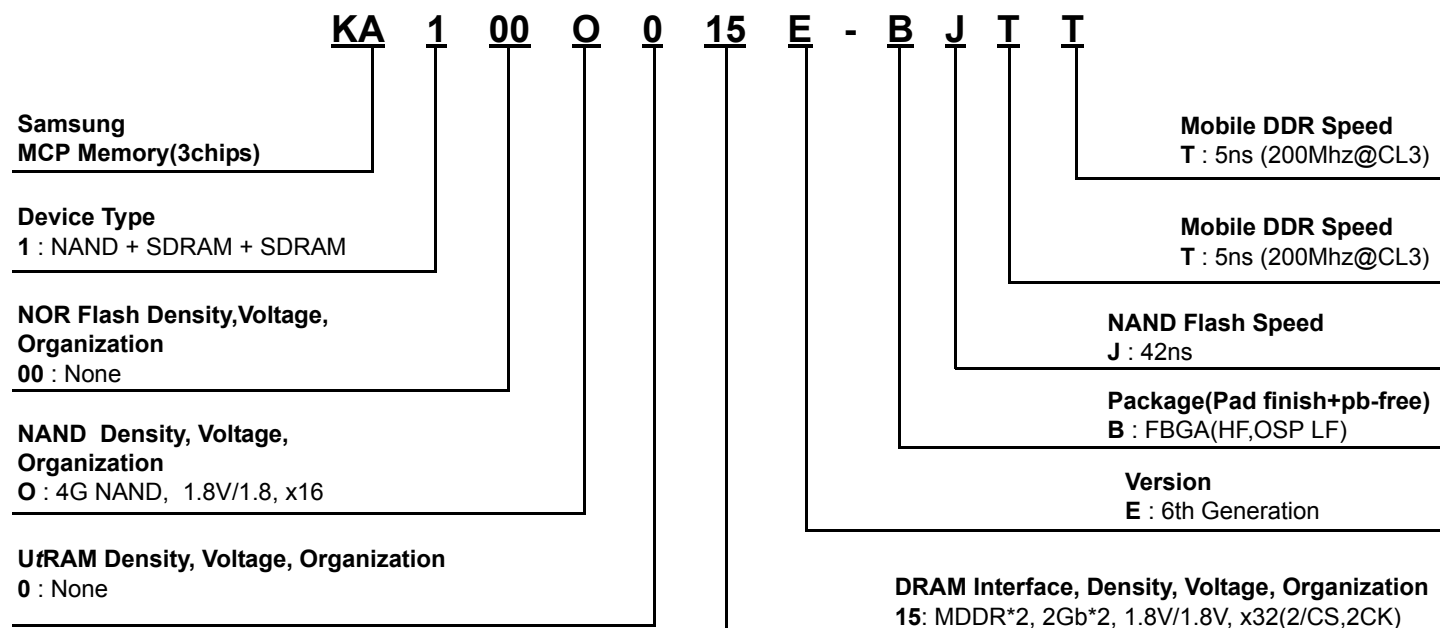 KA 1 00 O 0 15 E - B J T T
Samsung
MCP Memory(3chips)
Device Type
1 : NAND + SDRAM + SDRAM
NOR Flash Density,Voltage,
Organization
00 : None
NAND Density, Voltage,
Organization
O : 4G NAND, 1.8V/1.8, x16
UtRAM Density, Voltage, Organization
0 : None
Mobile DDR Speed
T : 5ns (200Mhz@CL3)
Mobile DDR Speed
T : 5ns (200Mhz@CL3)
NAND Flash Speed
J : 42ns
Package(Pad finish+pb-free)
B : FBGA(HF,OSP LF)
Version
E : 6th Generation
DRAM Interface, Density, Voltage, Organization
15: MDDR*2, 2Gb*2, 1.8V/1.8V, x32(2/CS,2CK)